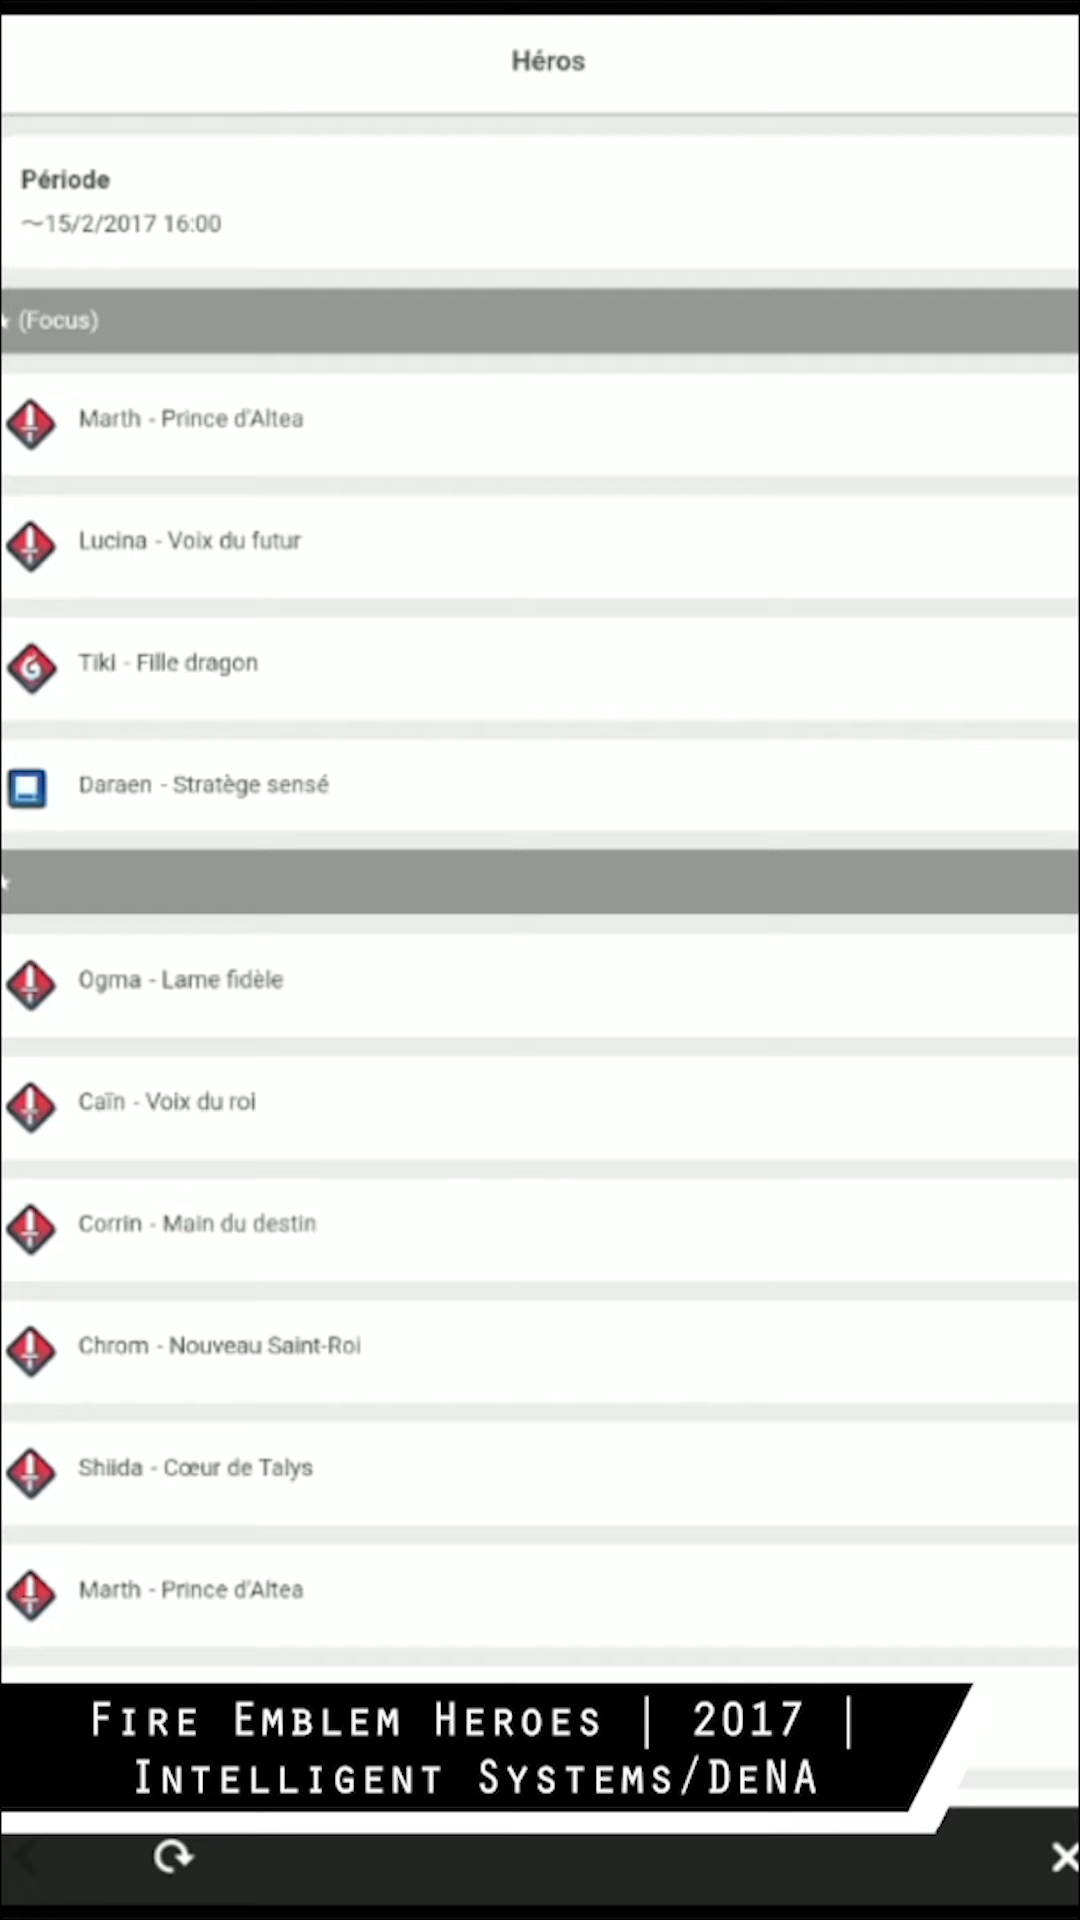 Héros
Période
～15/2/2017 16:00
★ (Focus)
Marth - Prince d'Altea
Lucina - Voix du futur
Tiki - Fille dragon
Daraen - Stratège sensé
★
Ogma - Lame fidèle
Caïn - Voix du roi
Corrin - Main du destin
Chrom - Nouveau Saint-Roi
Shiida - Cœur de Talys
Marth - Prince d'Altea
Fire Emblem Heroes | 2017 |
Intelligent Systems/DeNA